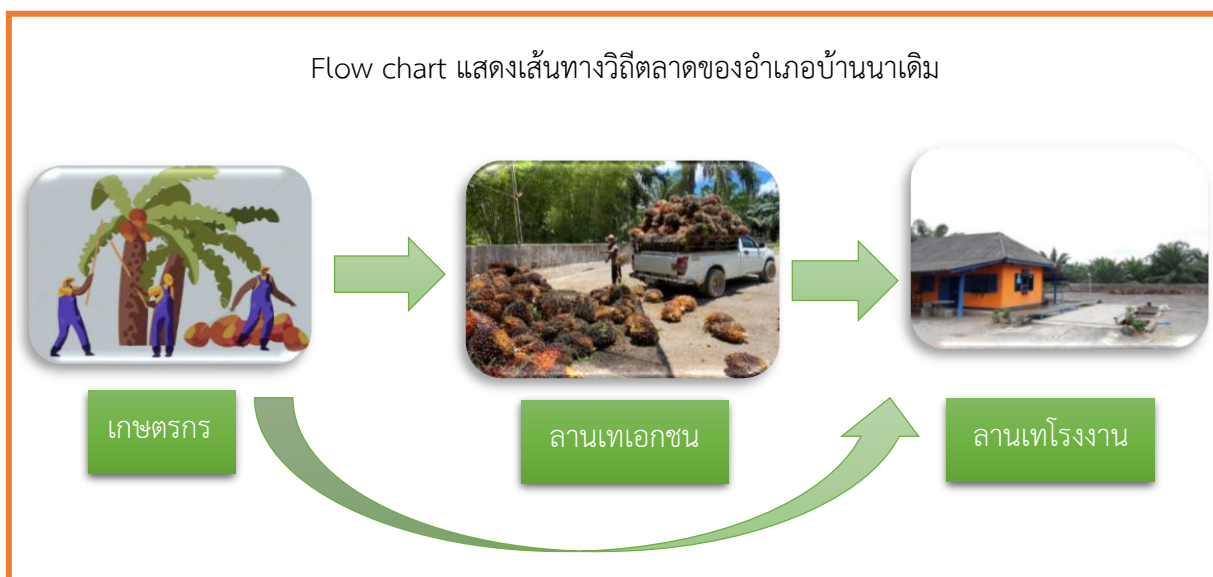 Flow chart แสดงเส้นทางวิถีตลาดของอำเภอบ้านนาเดิม
เกษตรกร
ลานเทเอกชน
ลานเทโรงงาน